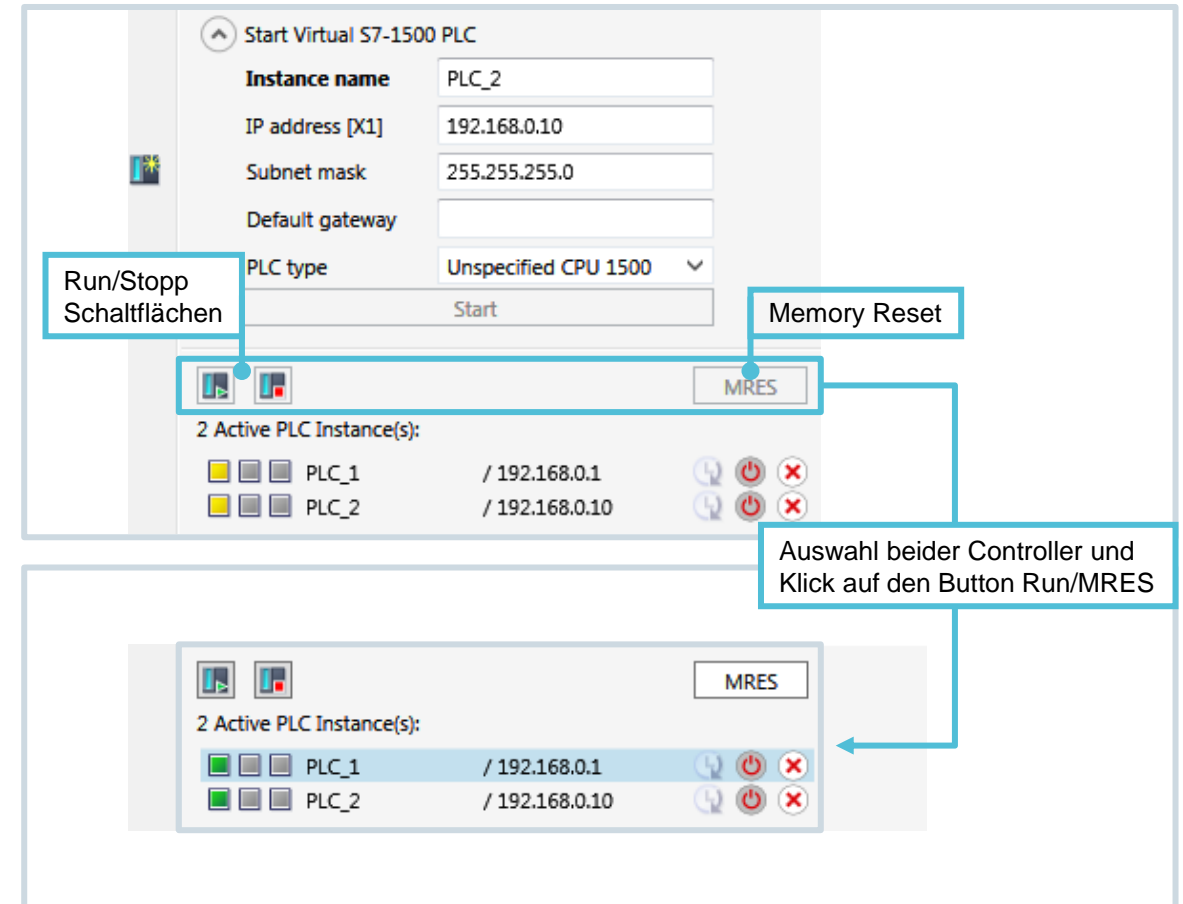 Start Virtual S7-1500 PLC
Instance name PLC_2
IP address [X1] 192.168.0.10
Subnet mask 255.255.255.0
Default gateway
PLC type Unspecified CPU 1500
Start
Run/Stopp
Schaltflächen
Memory Reset
MRES
2 Active PLC Instance(s):
PLC_1 / 192.168.0.1
PLC_2 / 192.168.0.10
Auswahl beider Controller und
Klick auf den Button Run/MRES
MRES
2 Active PLC Instance(s):
PLC_1 / 192.168.0.1
PLC_2 / 192.168.0.10